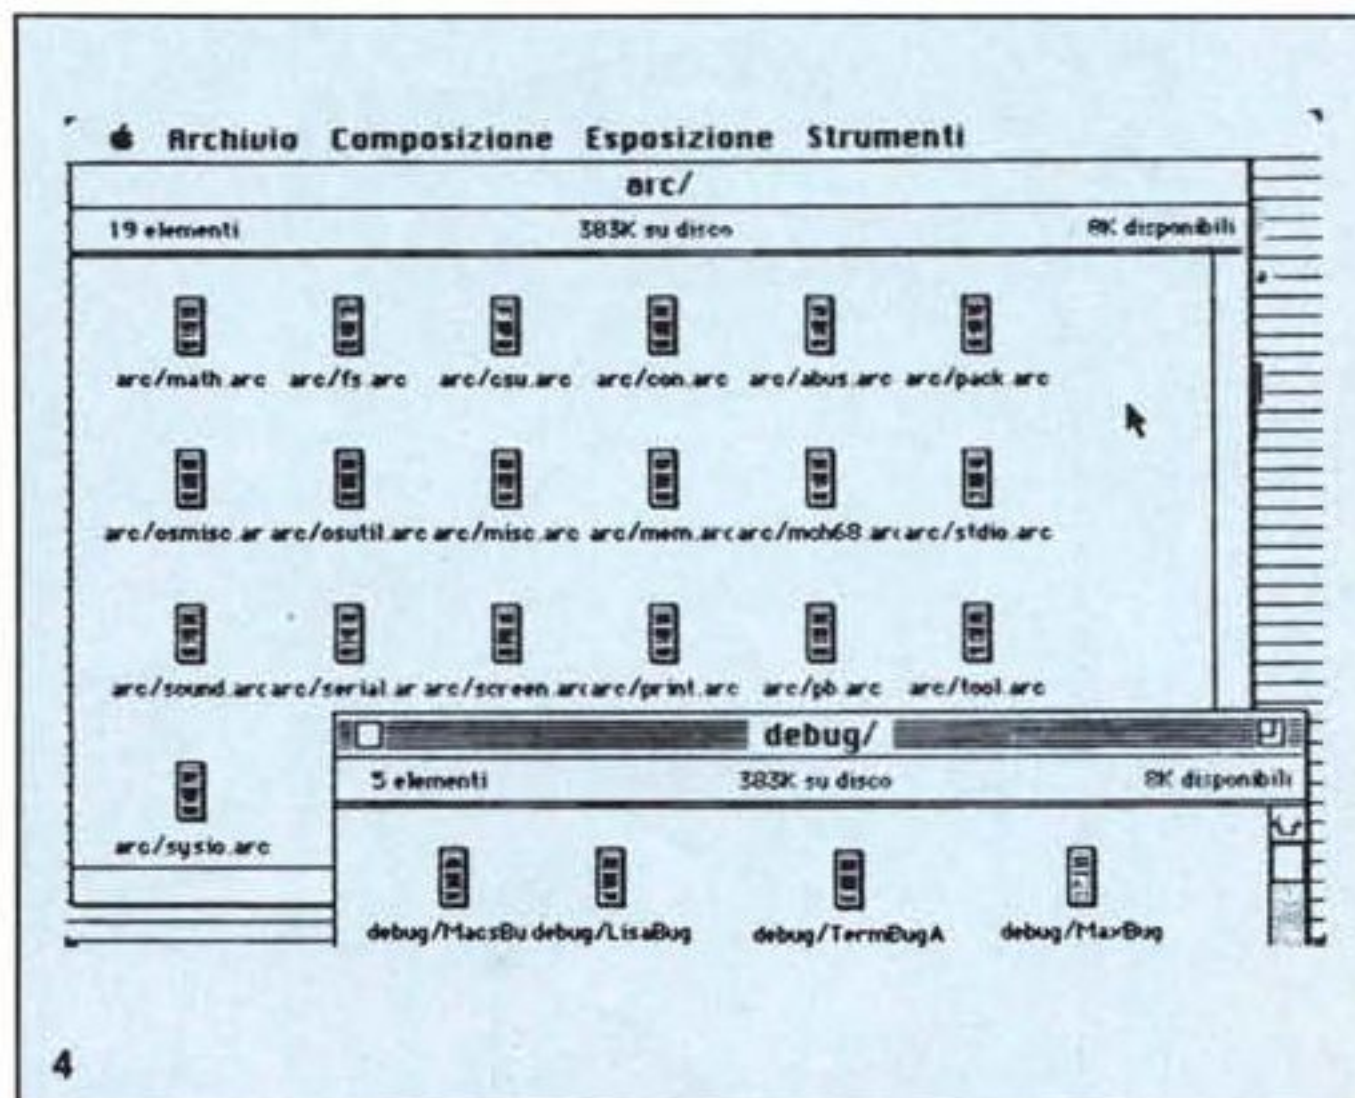 Archivio Composizione Esposizione Strumenti
arc/
19 elementi 383K su disco 8K disponibili
arc/math.arc arc/fs.arc arc/csu.arc arc/con.arc arc/abus.arc arc/pack.arc
arc/osmisc.ar arc/osutil.arc arc/misc.arc arc/mem.arc arc/mch68.arc arc/stdio.arc
arc/sound.arc arc/serial.ar arc/screen.arc arc/print.arc arc/pb.arc arc/tool.arc
arc/sysio.arc
debug/
5 elementi 383K su disco 8K disponibili
debug/MacsBu debug/LisaBug debug/TermBugA debug/MaxBug
4